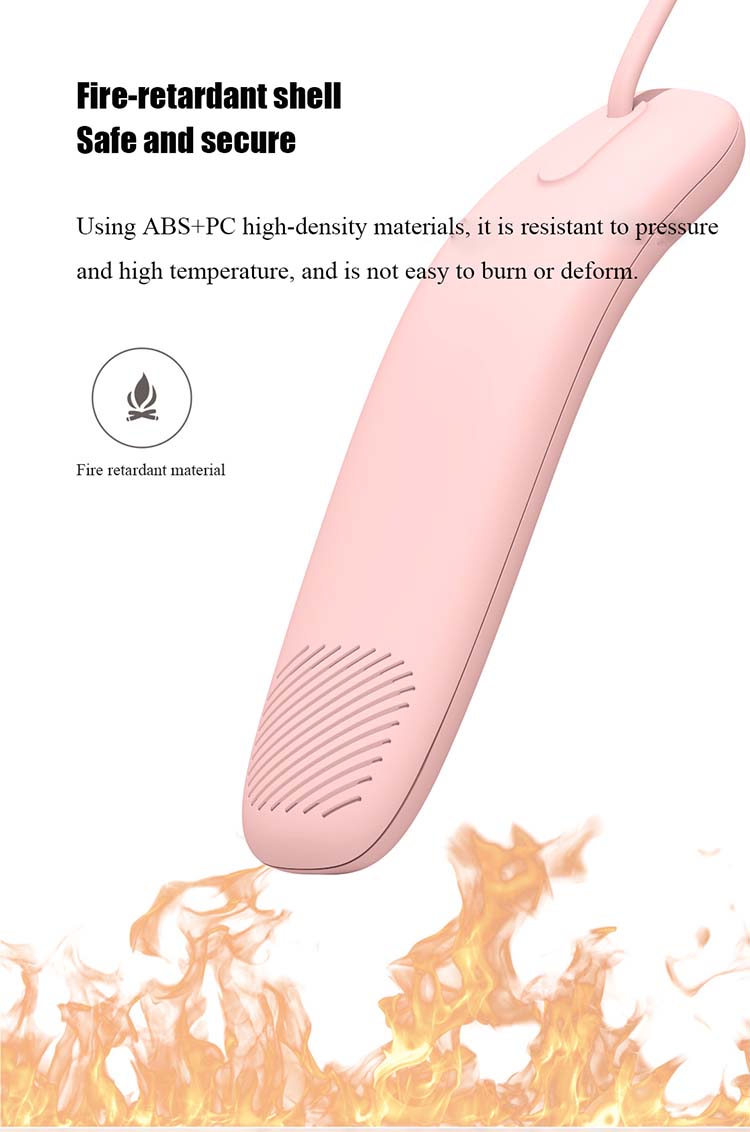 Fire-retardant shell
Safe and secure
Using ABS+PC high-density materials, it is resistant to pressure
and high temperature, and is not easy to burn or deform.
Fire retardant material